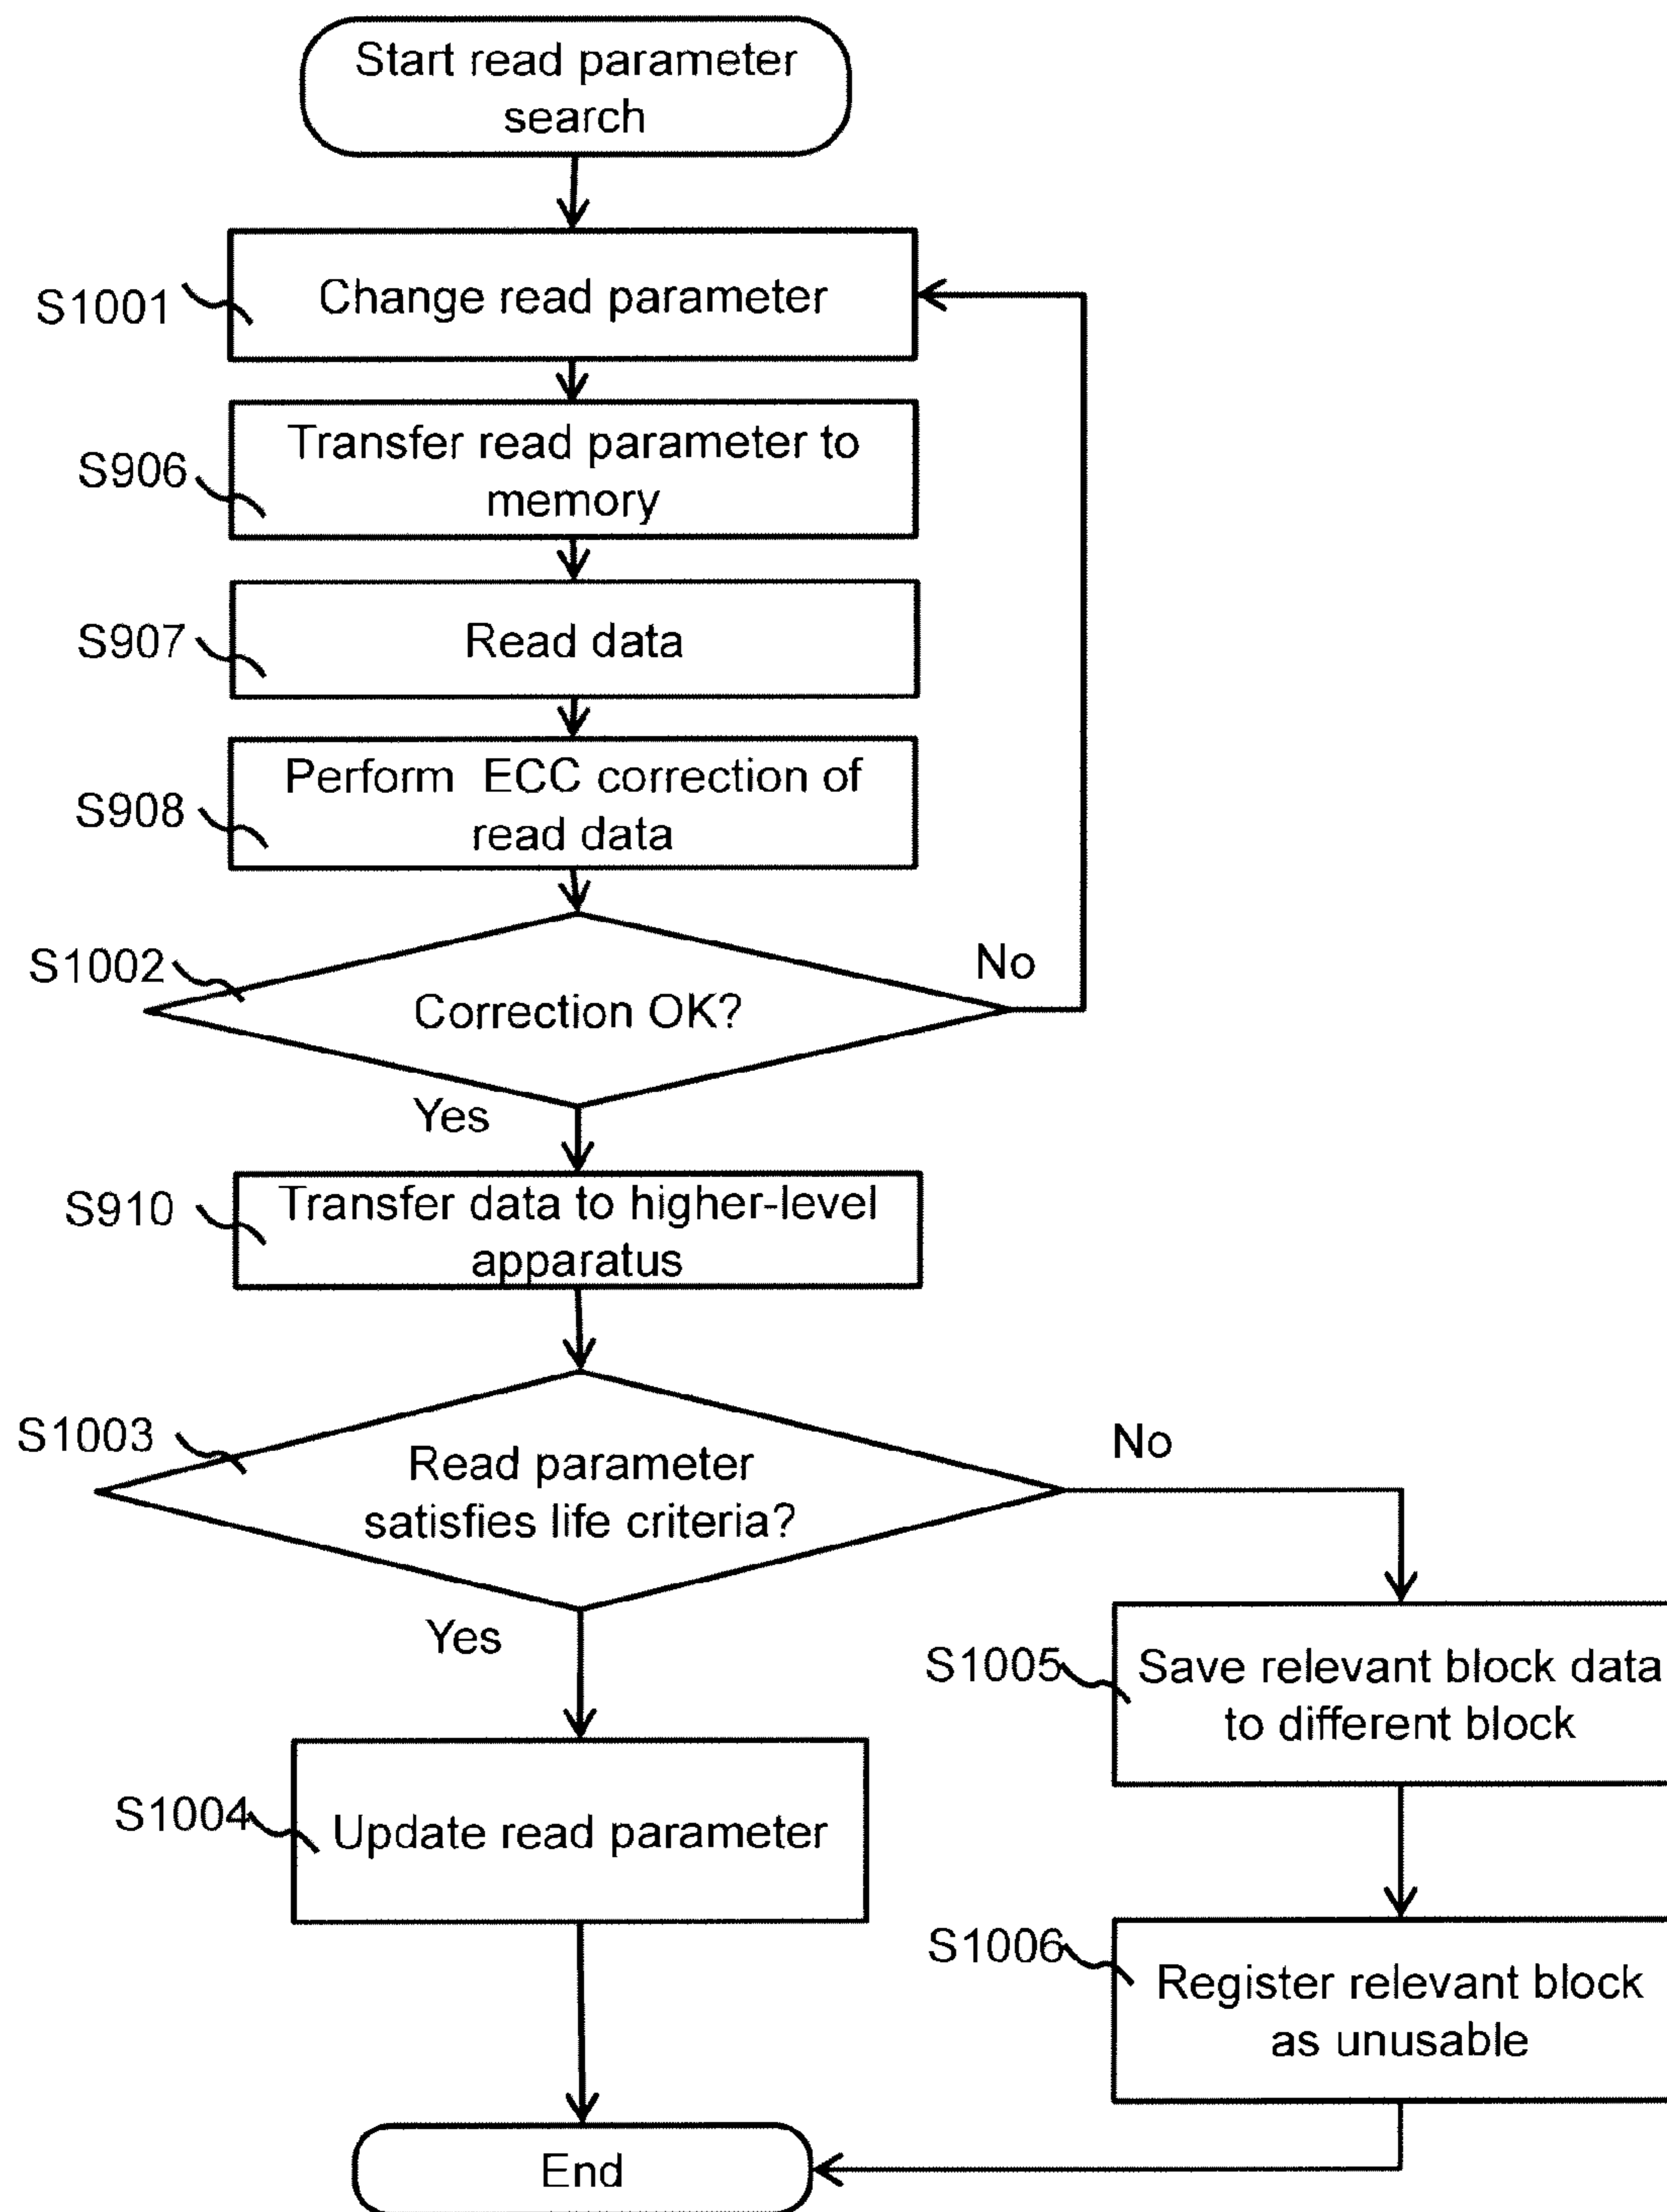 Start read parameter
search
S1001
Change read parameter
S906
Transfer read parameter to
memory
S907
Read data
S908
Perform ECC correction of
read data
S1002
Correction OK?
No
Yes
S910
Transfer data to higher-level
apparatus
S1003
Read parameter
satisfies life criteria?
No
Yes
S1005
Save relevant block data
to different block
S1004
Update read parameter
S1006
Register relevant block
as unusable
End